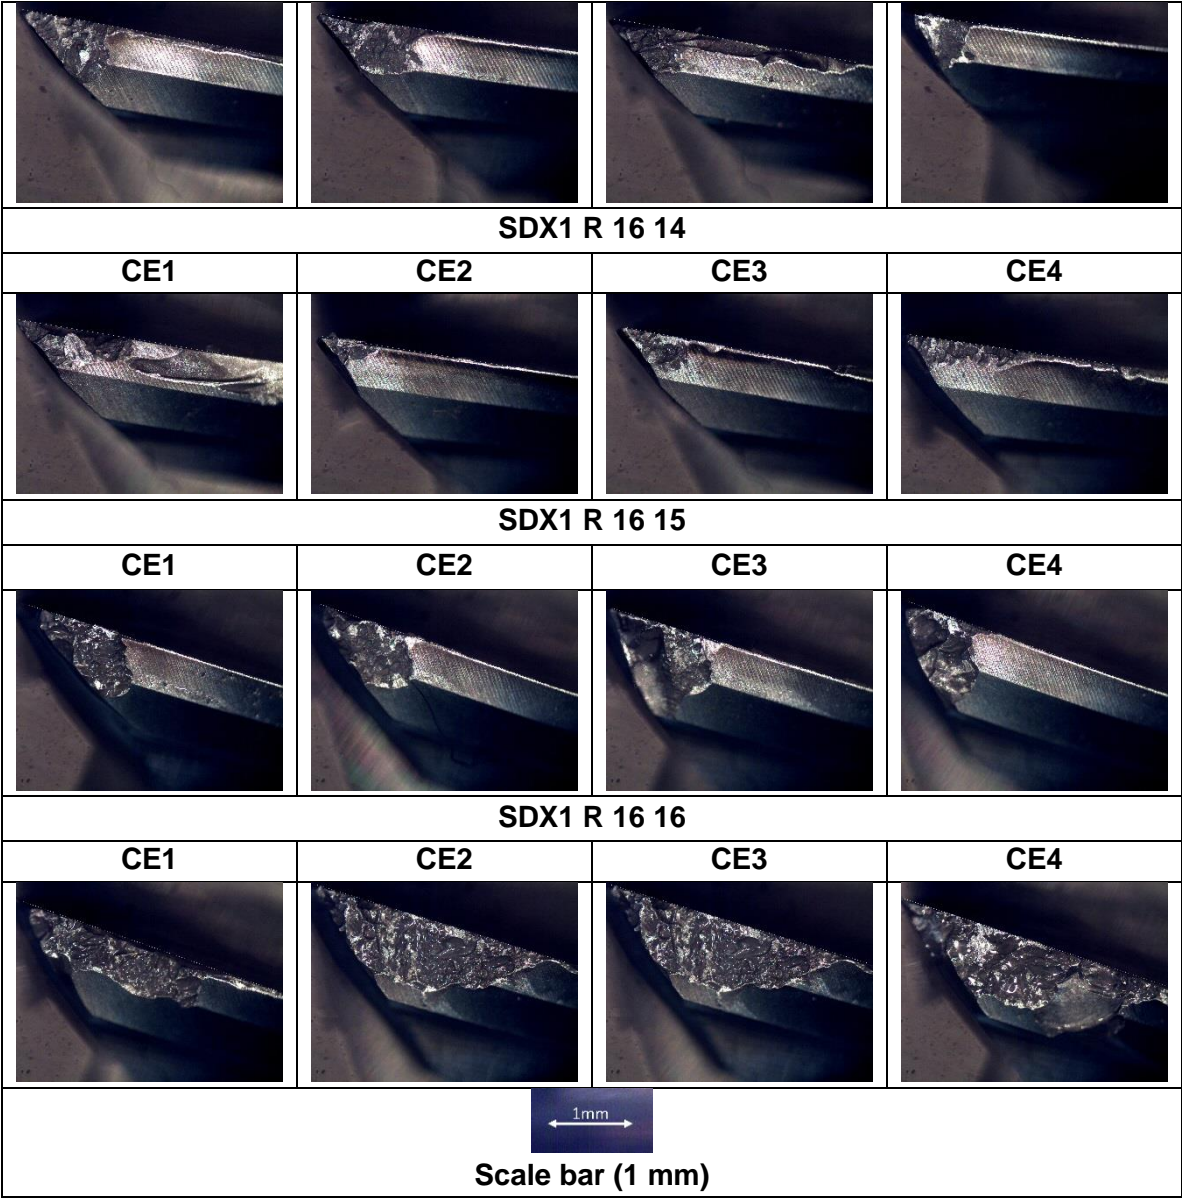 SDX1 R 16 14
CE1 CE2 CE3 CE4
SDX1 R 16 15
CE1 CE2 CE3 CE4
SDX1 R 16 16
CE1 CE2 CE3 CE4
1mm
Scale bar (1 mm)